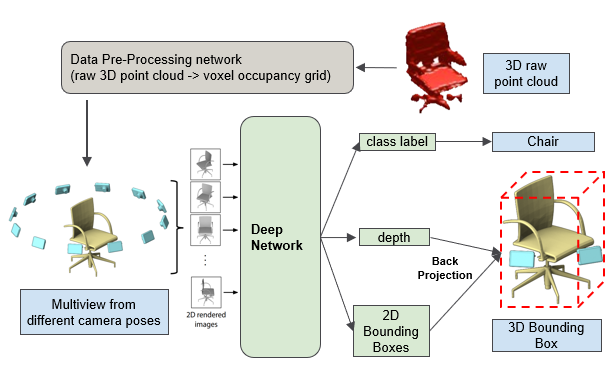 Data Pre-Processing network
(raw 3D point cloud -> voxel occupancy grid)
3D raw
point cloud
Multiview from
different camera poses
2D rendered
images
Deep
Network
class label
Chair
depth
Back
Projection
2D
Bounding
Boxes
3D Bounding
Box